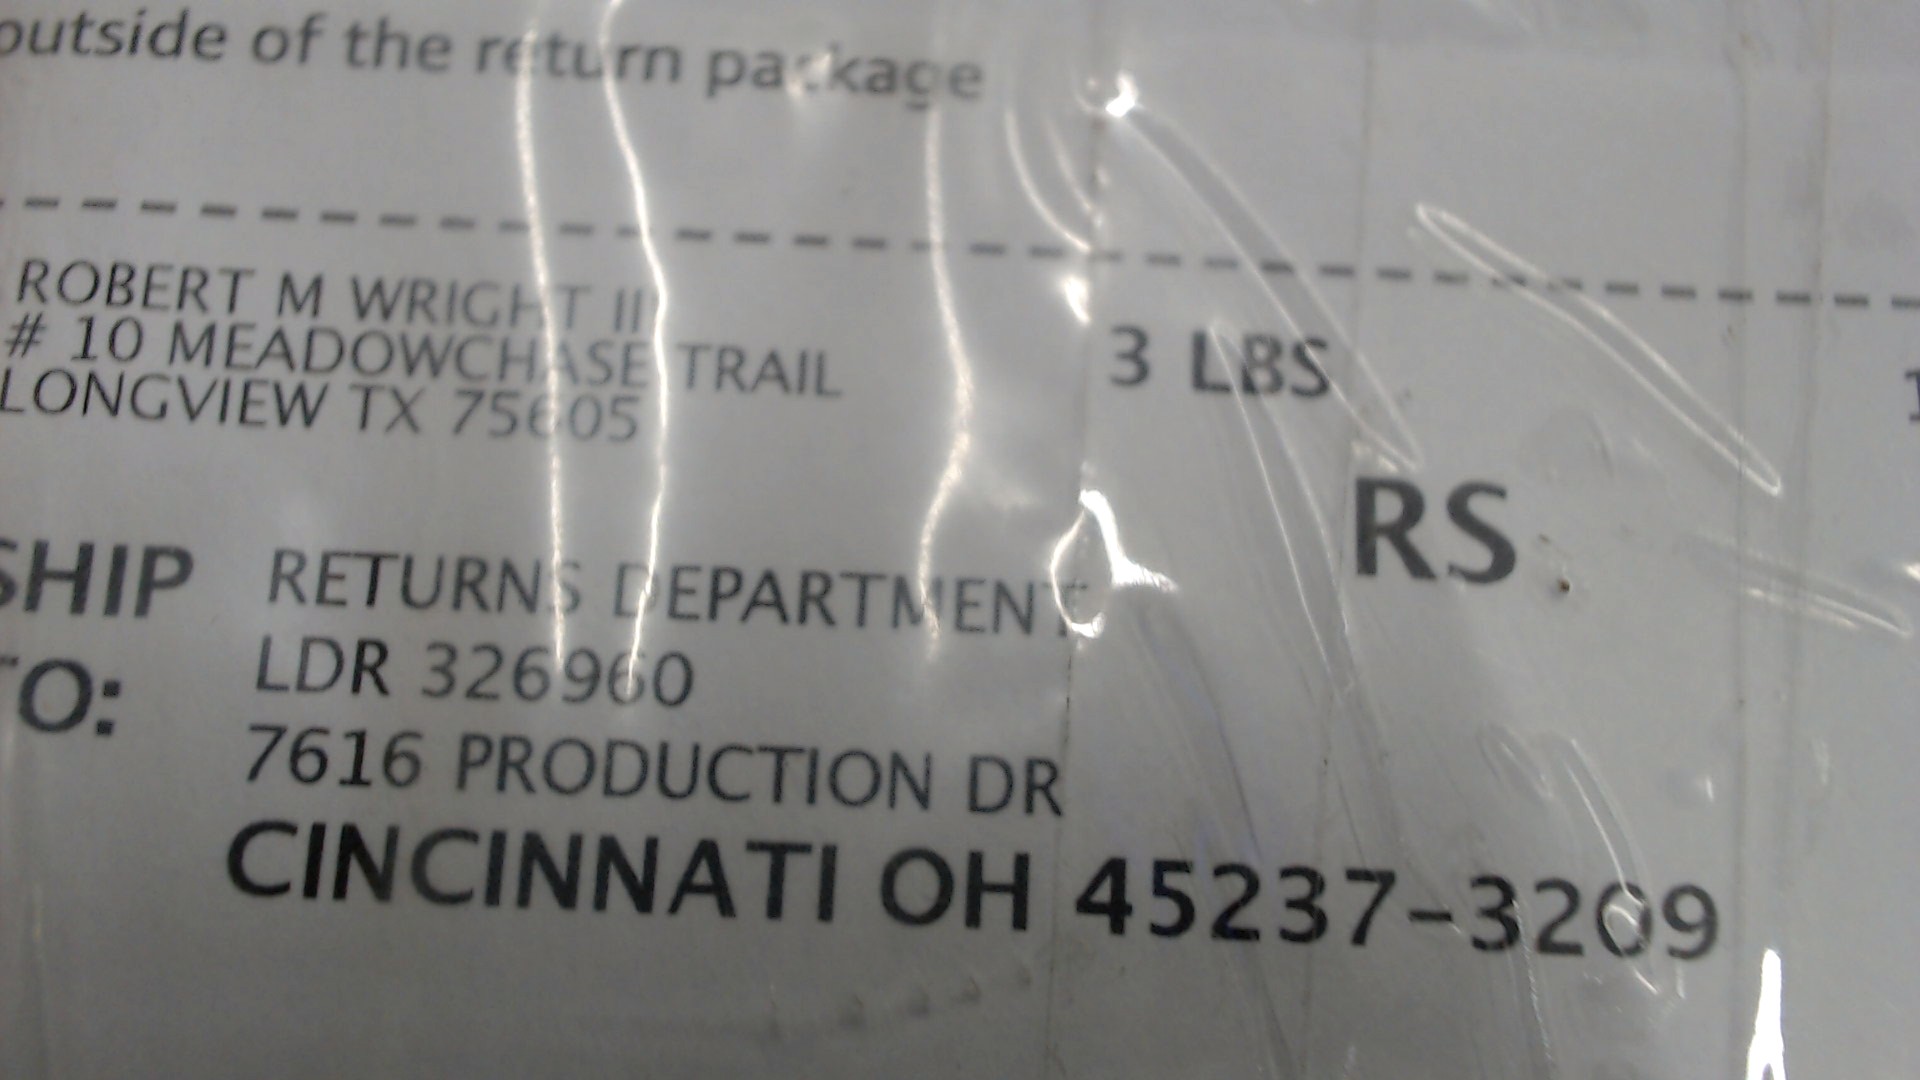 outside of the return package
ROBERT M WRIGHT III
# 10 MEADOWCHASE TRAIL
LONGVIEW TX 75605
3 LBS
RS
SHIP TO:
RETURNS DEPARTMENT
LDR 326960
7616 PRODUCTION DR
CINCINNATI OH 45237-3209